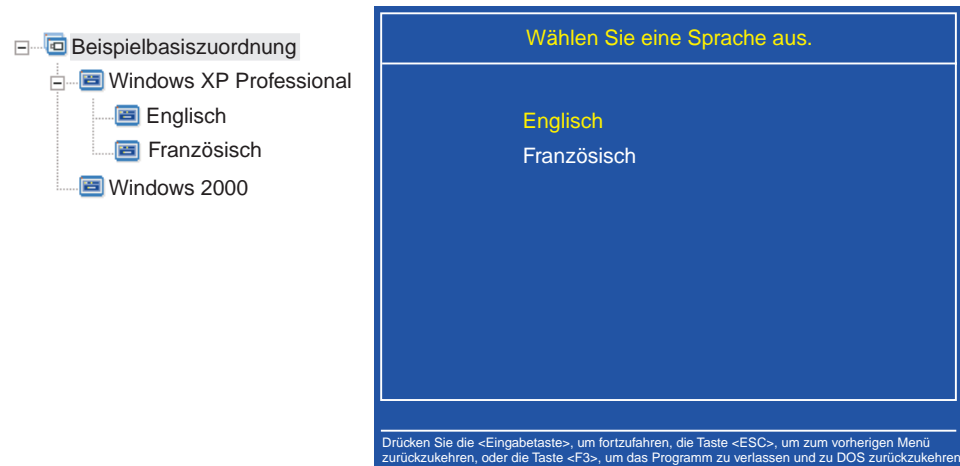 Beispielbasiszuordnung
Windows XP Professional
Englisch
Französisch
Windows 2000
Wählen Sie eine Sprache aus.
Englisch
Französisch
Drücken Sie die <Eingabetaste>, um fortzufahren, die Taste <ESC>, um zum vorherigen Menü
zurückzukehren, oder die Taste <F3>, um das Programm zu verlassen und zu DOS zurückzukehren